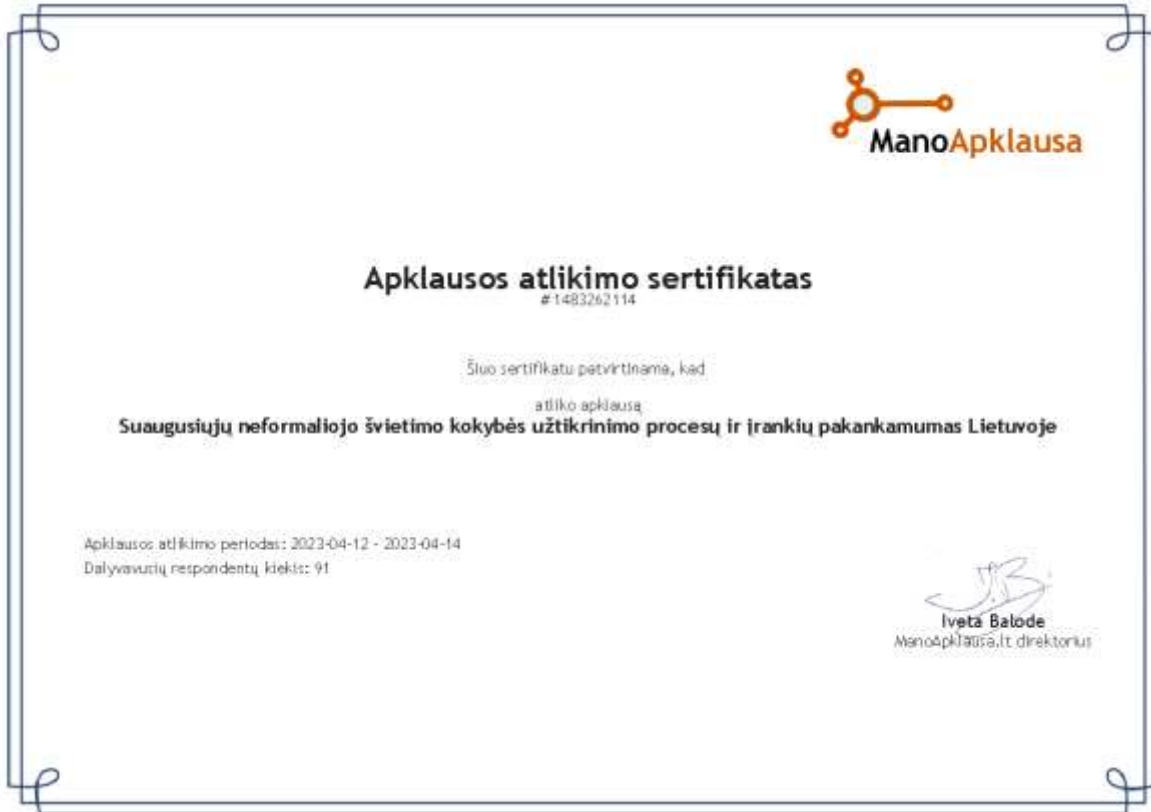 ManoApklausa
Apklausos atlikimo sertifikatas
#1483262114
Šiuo sertifikatu patvirtinama, kad
atliko apklausą
Suaugusiųjų neformaliojo švietimo kokybės užtikrinimo procesų ir įrankių pakankamumas Lietuvoje
Apklausos atlikimo periodas: 2023-04-12 - 2023-04-14
Dalyvavusių respondentų kiekis: 91
Iveta Balode
ManoApklausa.lt direktorius